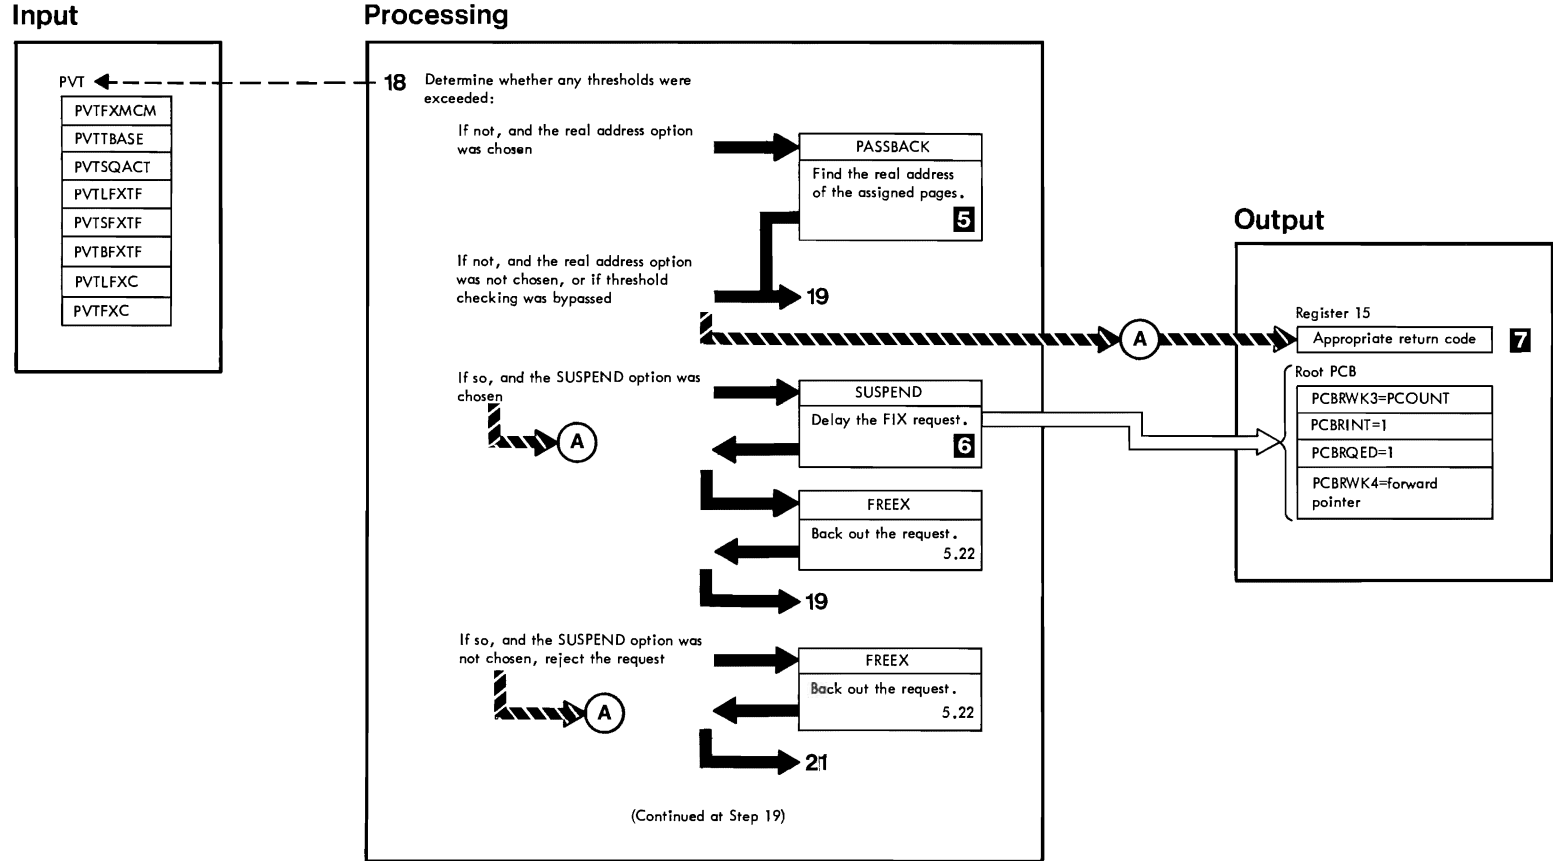 Input
PVT
PVTFXMCM
PVTTBASE
PVTSQACT
PVTLFXTF
PVTSFXTF
PVTBFXTF
PVTLFXC
PVTFXC
Processing
18 Determine whether any thresholds were
exceeded:
If not, and the real address option
was chosen
PASSBACK
Find the real address
of the assigned pages.
5
If not, and the real address option
was not chosen, or if threshold
checking was bypassed
19
A
If so, and the SUSPEND option was
chosen
A
SUSPEND
Delay the FIX request.
6
FREEX
Back out the request.
5.22
19
If so, and the SUSPEND option was
not chosen, reject the request
A
FREEX
Back out the request.
5.22
21
(Continued at Step 19)
Output
Register 15
Appropriate return code
7
Root PCB
PCBRWK3=PCOUNT
PCBRINT=1
PCBRQED=1
PCBRWK4=forward
pointer